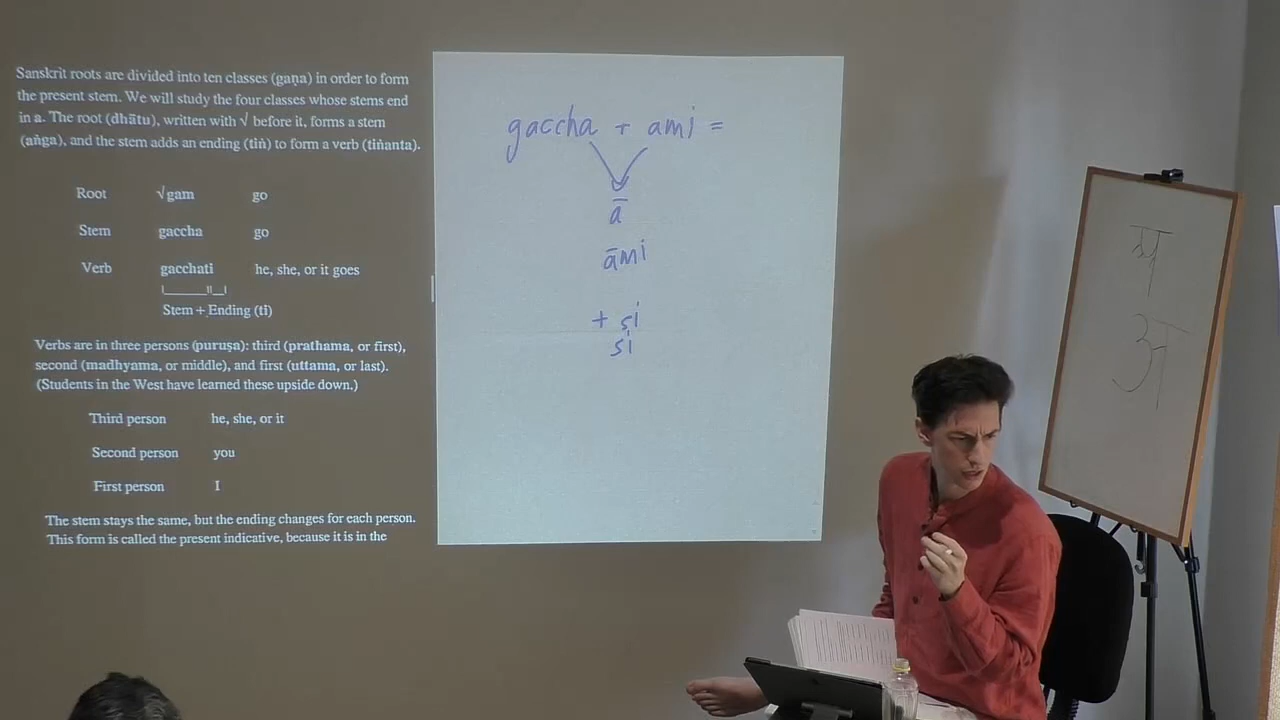 Sanskrit roots are divided into ten classes (gaṇa) in order to form
the present stem. We will study the four classes whose stems end
in a. The root (dhātu), written with √ before it, forms a stem
(aṅga), and the stem adds an ending (tiṅ) to form a verb (tiṅanta).
Root √gam go
Stem gaccha go
Verb gacchati he, she, or it goes
Stem + Ending (ti)
Verbs are in three persons (puruṣa): third (prathama, or first),
second (madhyama, or middle), and first (uttama, or last).
(Students in the West have learned these upside down.)
Third person he, she, or it
Second person you
First person I
The stem stays the same, but the ending changes for each person.
This form is called the present indicative, because it is in the
gaccha + ami =
ā
āmi
+ si
si
अ